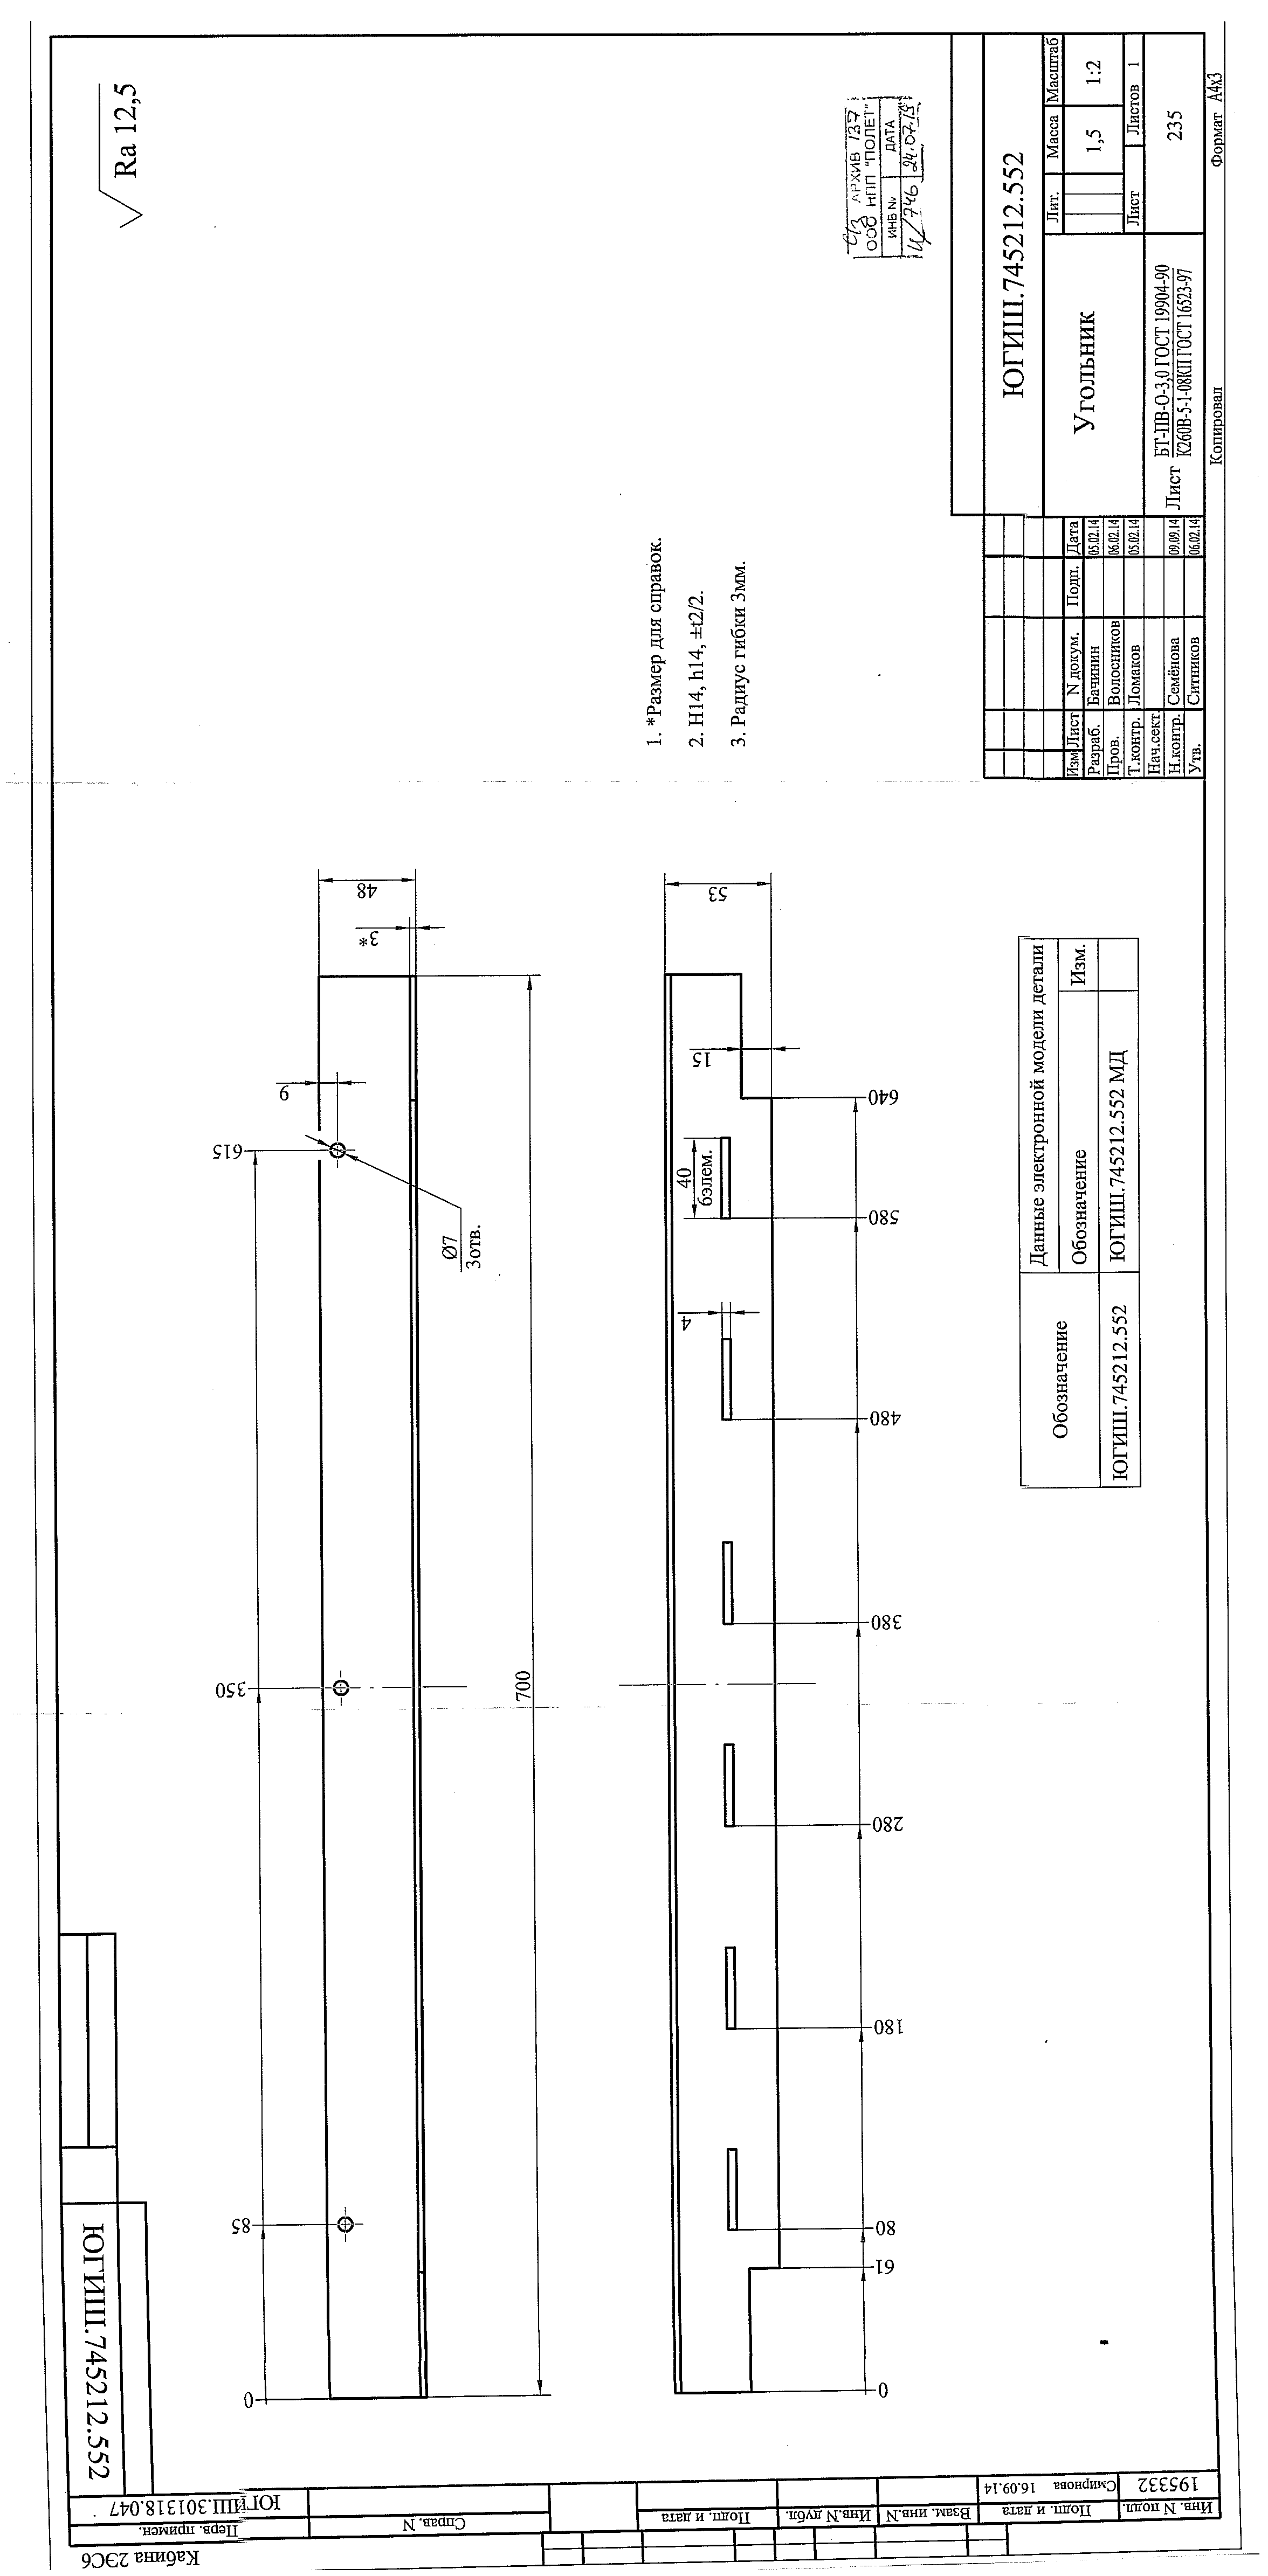 Ra 12,5
ЮГИШ.745212.552
Кабина 2ЭС6
Перв. примен.
ЮГИШ.301318.047
Справ. N
Подп. и дата
Инв.N дубл.
Взам. инв.N
Подп. и дата
Смирнова 16.09.14
Инв. N подл.
195332
0
85
350
615
9
48
3*
Ø7
3отв.
700
53
15
40
6элем.
4
0
61
80
180
280
380
480
580
640
1. *Размер для справок.
2. H14, h14, ±t2/2.
3. Радиус гибки 3мм.
Обозначение
Данные электронной модели детали
Обозначение
Изм.
ЮГИШ.745212.552
ЮГИШ.745212.552 МД
АРХИВ 137
ООО НПП "ПОЛЕТ"
ИНВ №
ДАТА
24.07.15
ЮГИШ.745212.552
Изм Лист N докум. Подп. Дата
Разраб. Бачинин 05.02.14
Пров. Волосников 06.02.14
Т.контр. Ломаков 05.02.14
Нач.сект.
Н.контр. Семёнова 09.09.14
Утв. Ситников 06.02.14
Угольник
Лит. Масса Масштаб
1,5 1:2
Лист Листов 1
Лист
БТ-ПВ-О-3,0 ГОСТ 19904-90
К260В-5-1-08КП ГОСТ 16523-97
235
Копировал
Формат А4х3